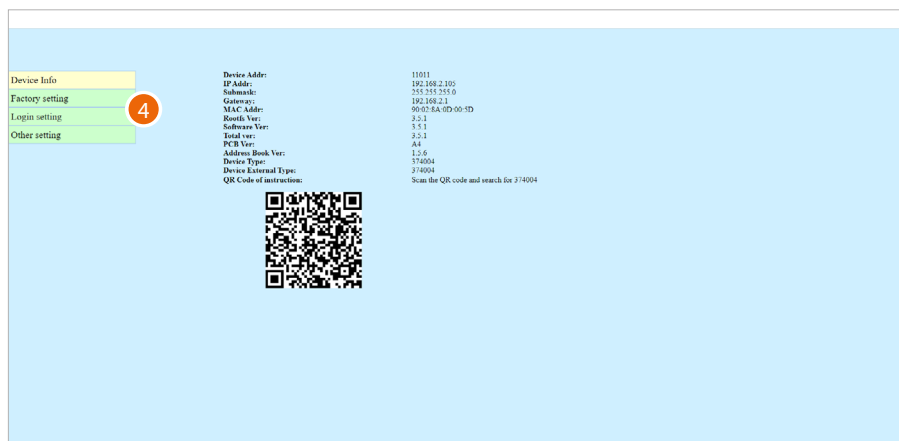 Device Info
Factory setting
4
Login setting
Other setting
Device Addr: 11011
IP Addr: 192.168.2.105
Submask: 255.255.255.0
Gateway: 192.168.2.1
MAC Addr: 90:02:8A:0D:00:5D
Rootfs Ver: 3.5.1
Software Ver: 3.5.1
Total ver: 3.5.1
PCB Ver: A4
Address Book Ver: 1.5.6
Device Type: 374004
Device External Type: 374004
QR Code of instruction: Scan the QR code and search for 374004